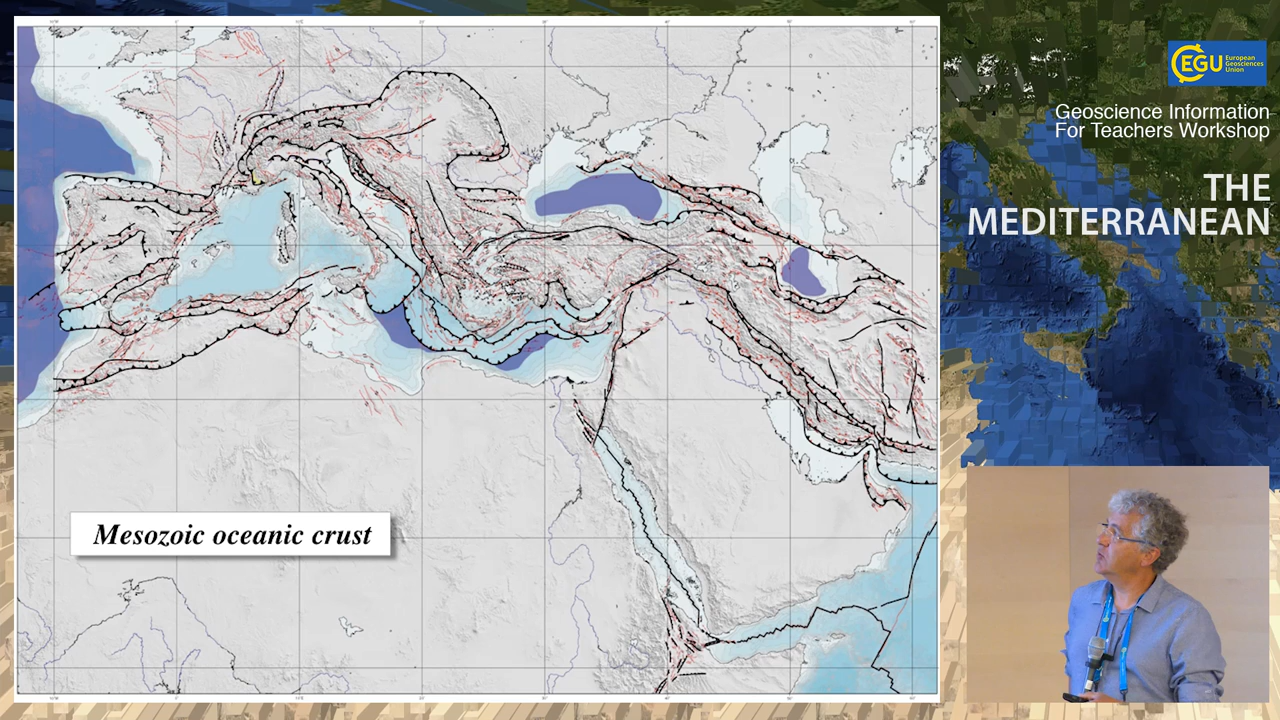 Mesozoic oceanic crust
EGU
European
Geosciences
Union
Geoscience Information
For Teachers Workshop
THE
MEDITERRANEAN